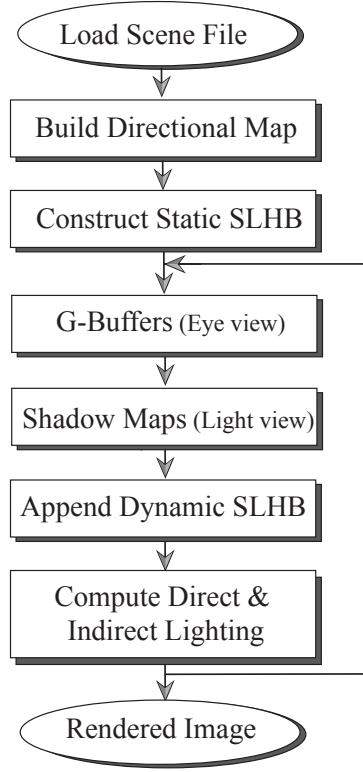 Load Scene File
Build Directional Map
Construct Static SLHB
G-Buffers (Eye view)
Shadow Maps (Light view)
Append Dynamic SLHB
Compute Direct &
Indirect Lighting
Rendered Image